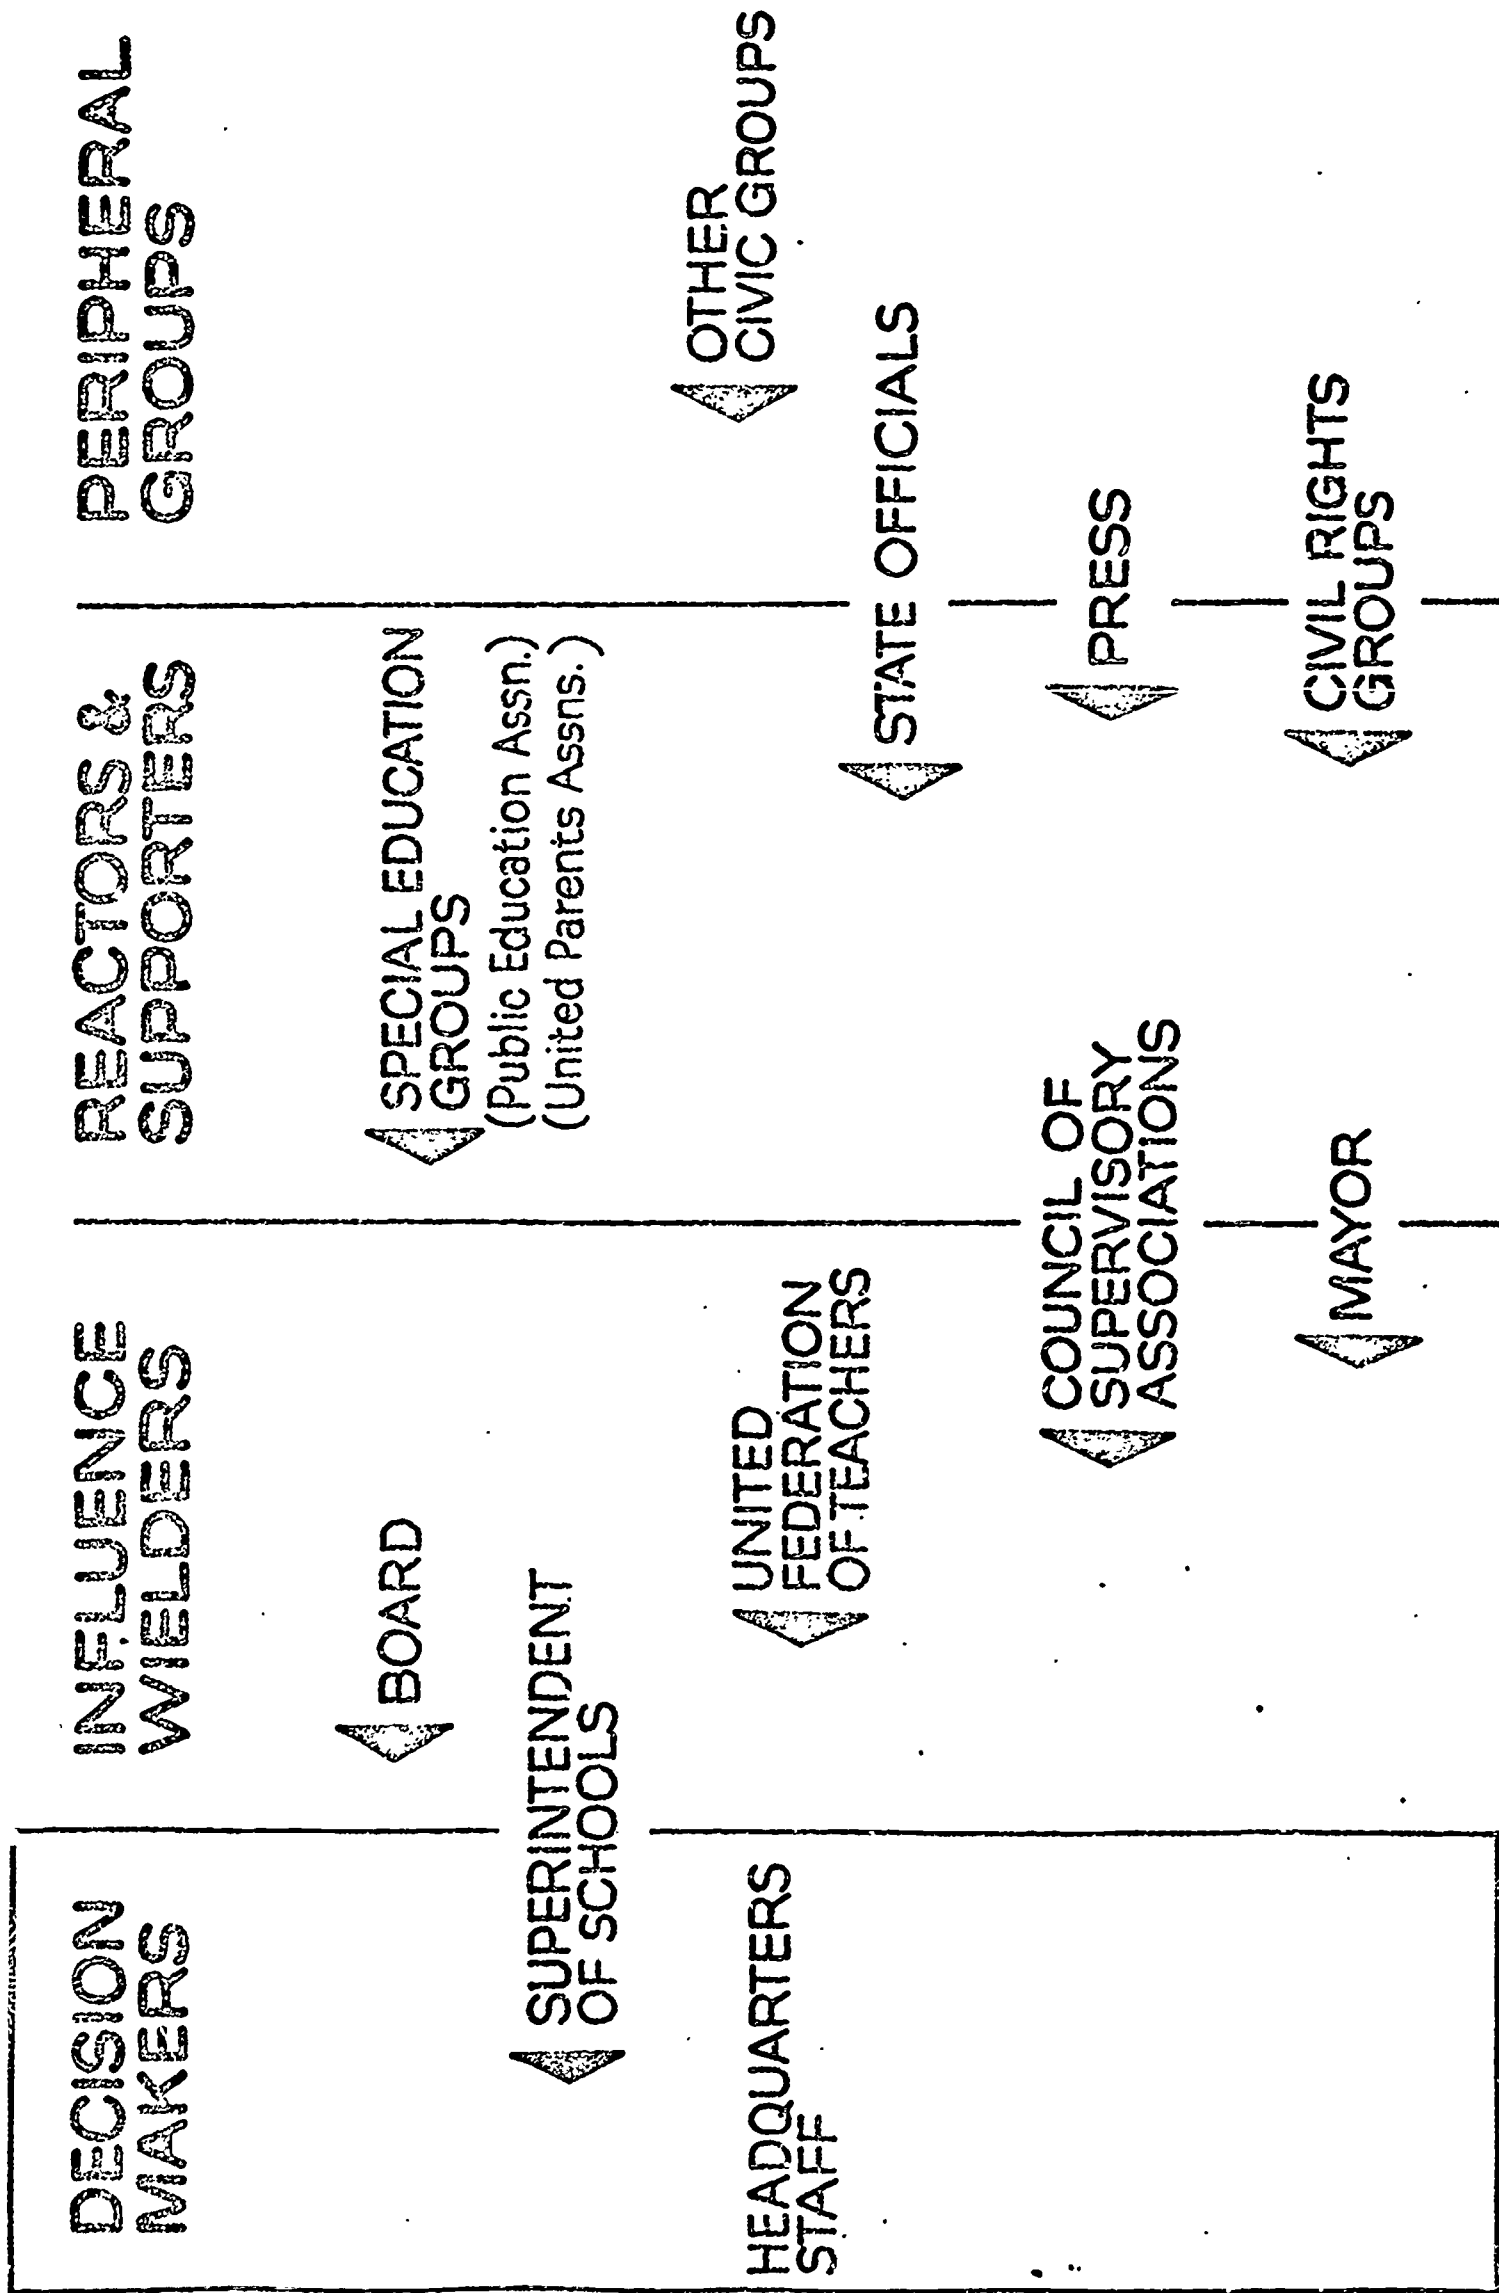 DECISION
MAKERS
INFLUENCE
WIELDERS
REACTORS &
SUPPORTERS
PERIPHERAL
GROUPS
BOARD
SPECIAL EDUCATION
GROUPS
(Public Education Assn.)
(United Parents Assns.)
SUPERINTENDENT
OF SCHOOLS
OTHER
CIVIC GROUPS
HEADQUARTERS
STAFF
UNITED
FEDERATION
OF TEACHERS
STATE OFFICIALS
COUNCIL OF
SUPERVISORY
ASSOCIATIONS
PRESS
MAYOR
CIVIL RIGHTS
GROUPS